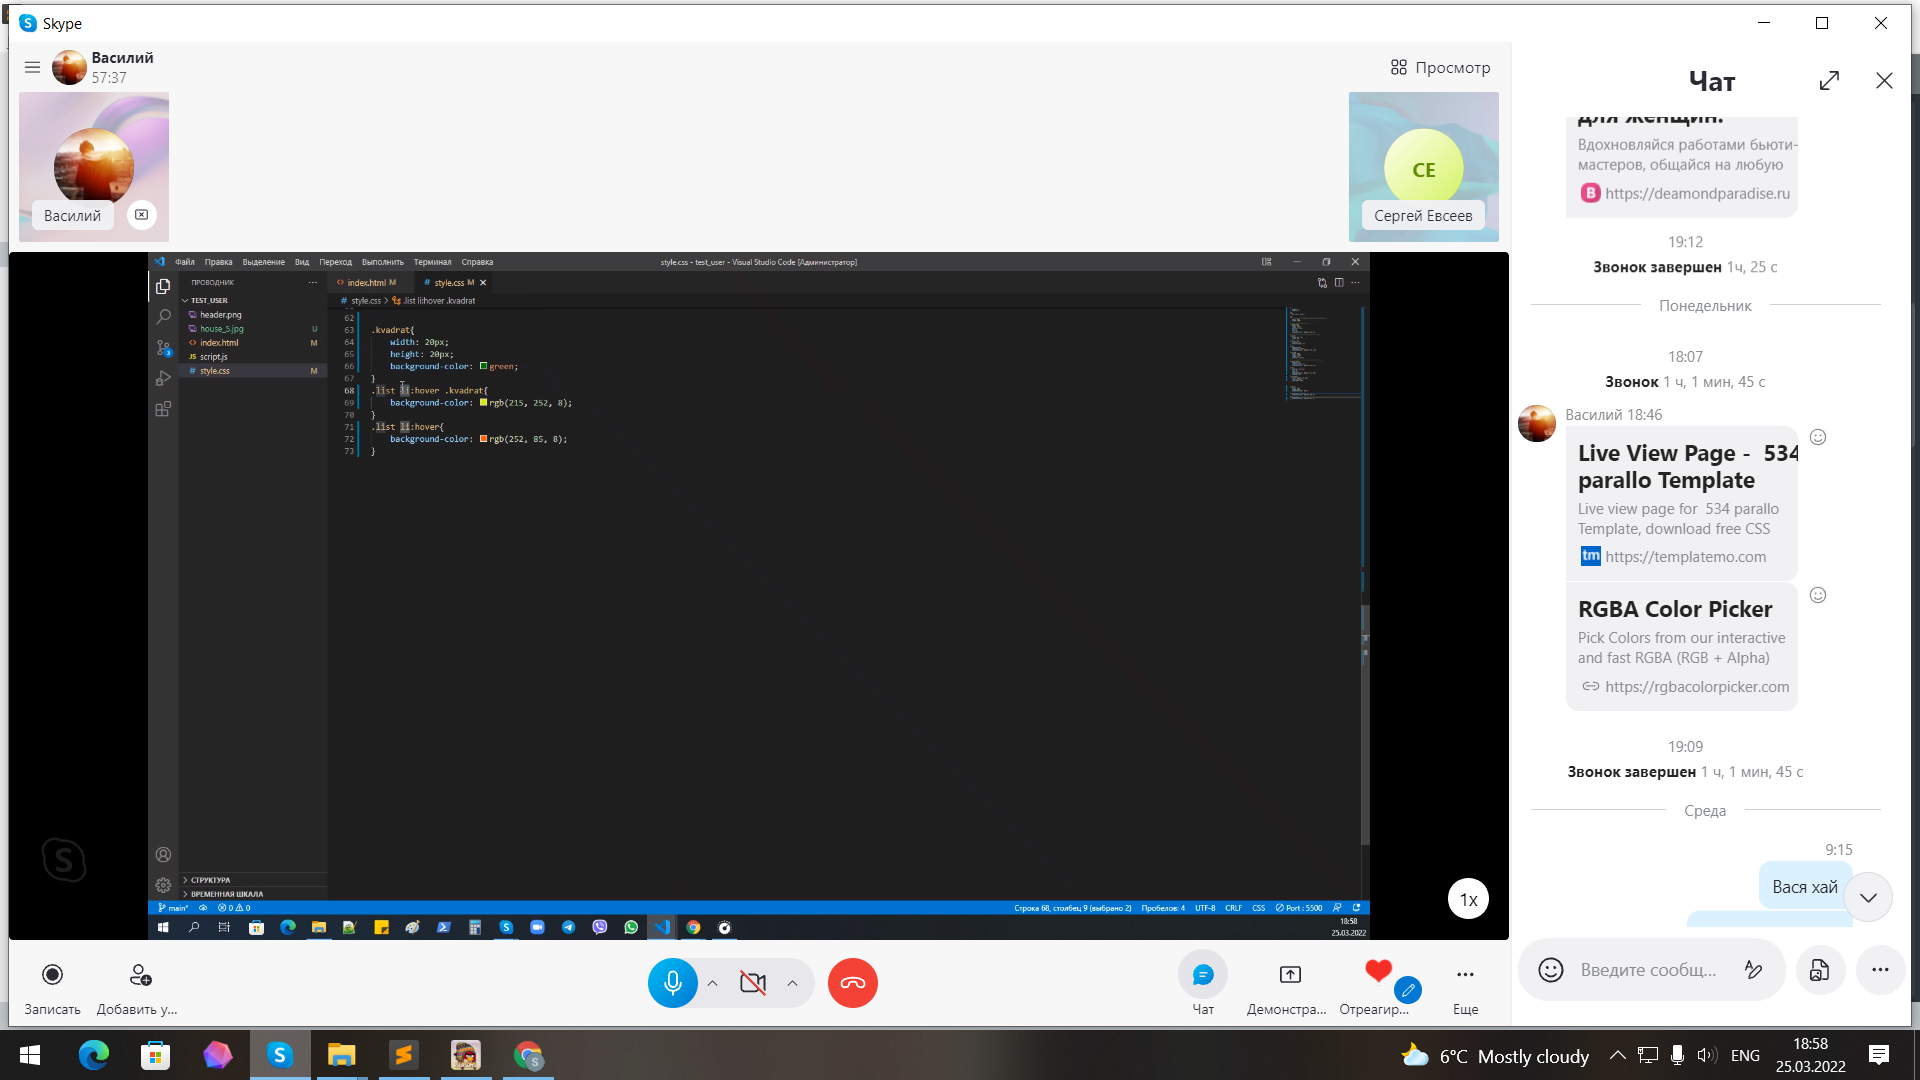 Skype
Василий
57:37
Просмотр
Василий
СЕ
Сергей Евсеев
Файл Правка Выделение Вид Переход Выполнить Терминал Справка
style.css - test_user - Visual Studio Code [Администратор]
ПРОВОДНИК
index.html M
style.css M
TEST_USER
style.css > .list li:hover .kvadrat
header.png
house_5.jpg U
index.html M
script.js
style.css M
62
63 .kvadrat{
64 width: 20px;
65 height: 20px;
66 background-color: green;
67 }
68 .list li:hover .kvadrat{
69 background-color: rgb(215, 252, 8);
70 }
71 .list li:hover{
72 background-color: rgb(252, 85, 8);
73 }
СТРУКТУРА
ВРЕМЕННАЯ ШКАЛА
main* 0 0
Строка 68, столбец 9 (выбрано 2) Пробелов: 4 UTF-8 CRLF CSS Port : 5500
18:58
25.03.2022
1x
Записать
Добавить у...
Чат
Демонстра...
Отреагир...
Еще
Чат
для женщин.
Вдохновляйся работами бьюти-
мастеров, общайся на любую
B https://deamondparadise.ru
19:12
Звонок завершен 1ч, 25 с
Понедельник
18:07
Звонок 1 ч, 1 мин, 45 с
Василий 18:46
Live View Page - 534
parallo Template
Live view page for 534 parallo
Template, download free CSS
tm https://templatemo.com
RGBA Color Picker
Pick Colors from our interactive
and fast RGBA (RGB + Alpha)
https://rgbacolorpicker.com
19:09
Звонок завершен 1 ч, 1 мин, 45 с
Среда
9:15
Вася хай
Введите сообщ...
6°C Mostly cloudy
ENG
18:58
25.03.2022